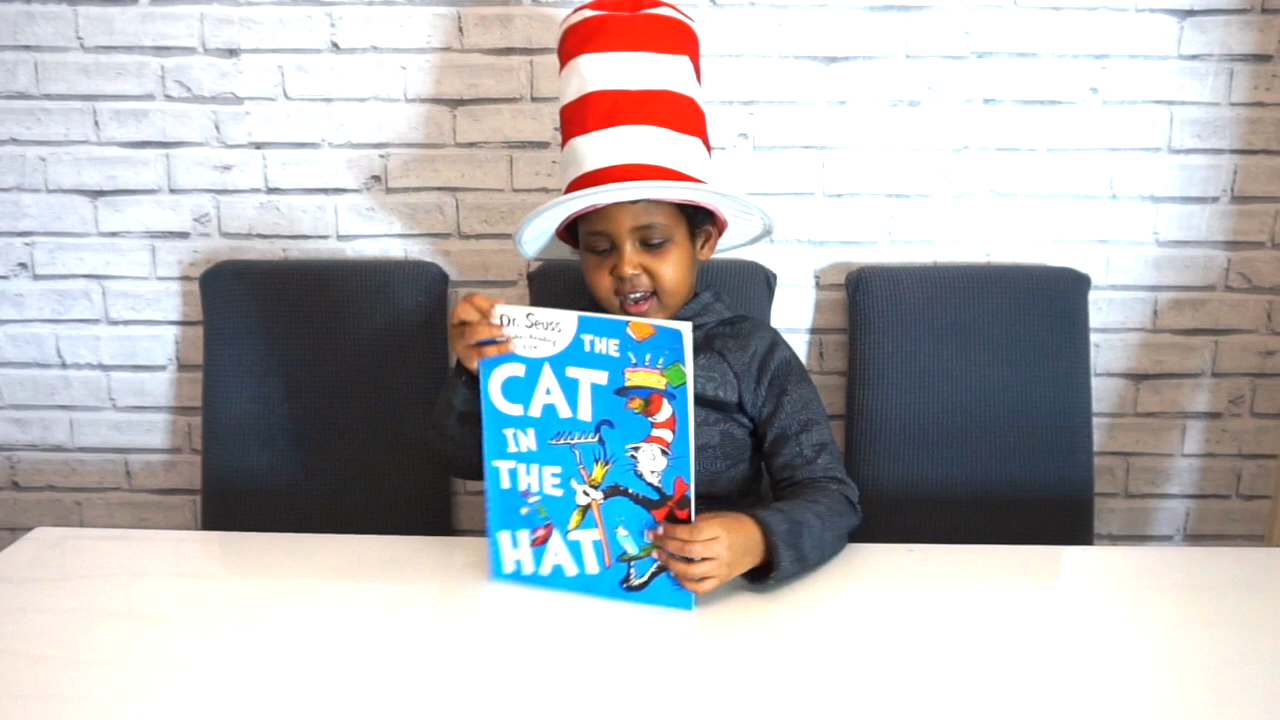 Dr. Seuss
THE
CAT
IN
THE
HAT